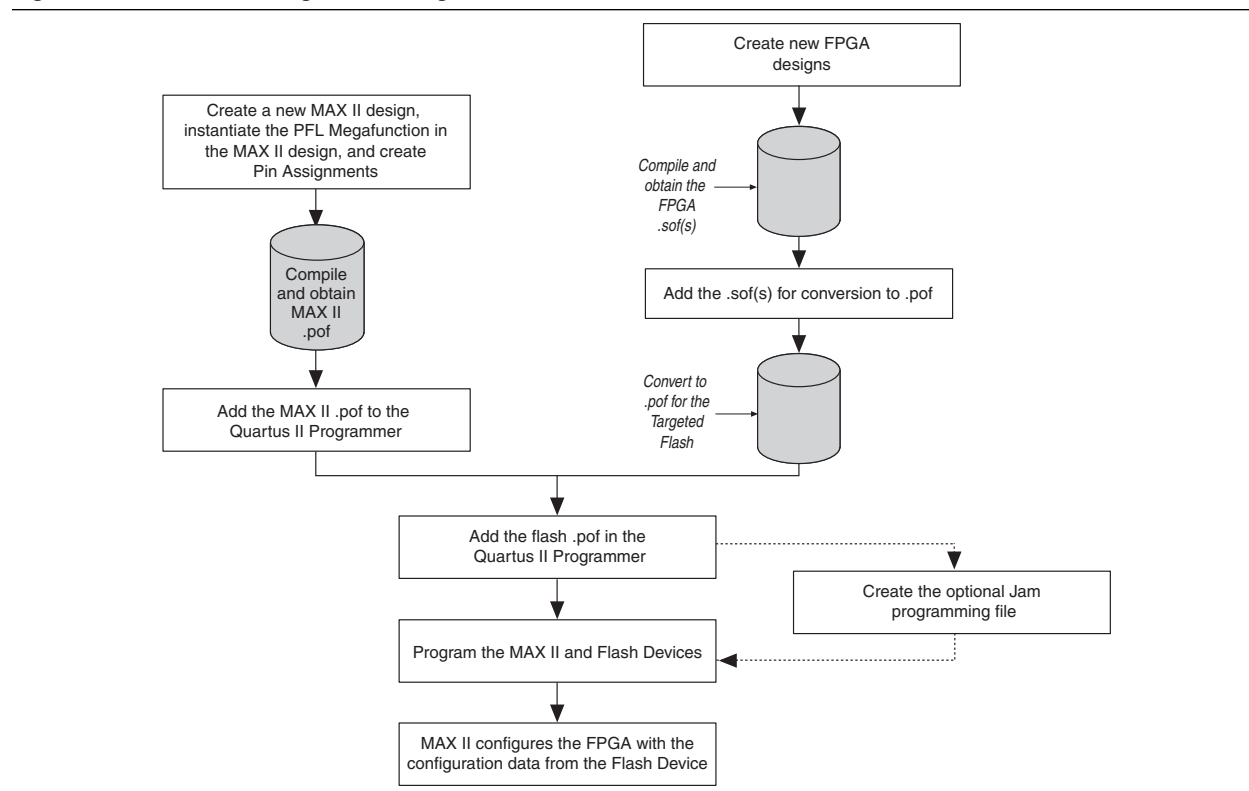 Create new FPGA
designs
Create a new MAX II design,
instantiate the PFL Megafunction in
the MAX II design, and create
Pin Assignments
Compile and
obtain the
FPGA
.sof(s)
Compile
and obtain
MAX II
.pof
Add the .sof(s) for conversion to .pof
Convert to
.pof for the
Targeted
Flash
Add the MAX II .pof to the
Quartus II Programmer
Add the flash .pof in the
Quartus II Programmer
Create the optional Jam
programming file
Program the MAX II and Flash Devices
MAX II configures the FPGA with the
configuration data from the Flash Device